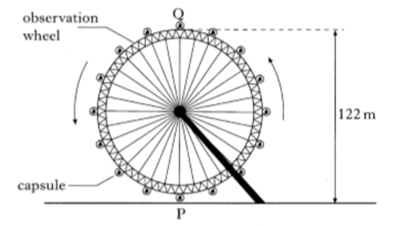 observation
wheel
Q
122 m
capsule
P